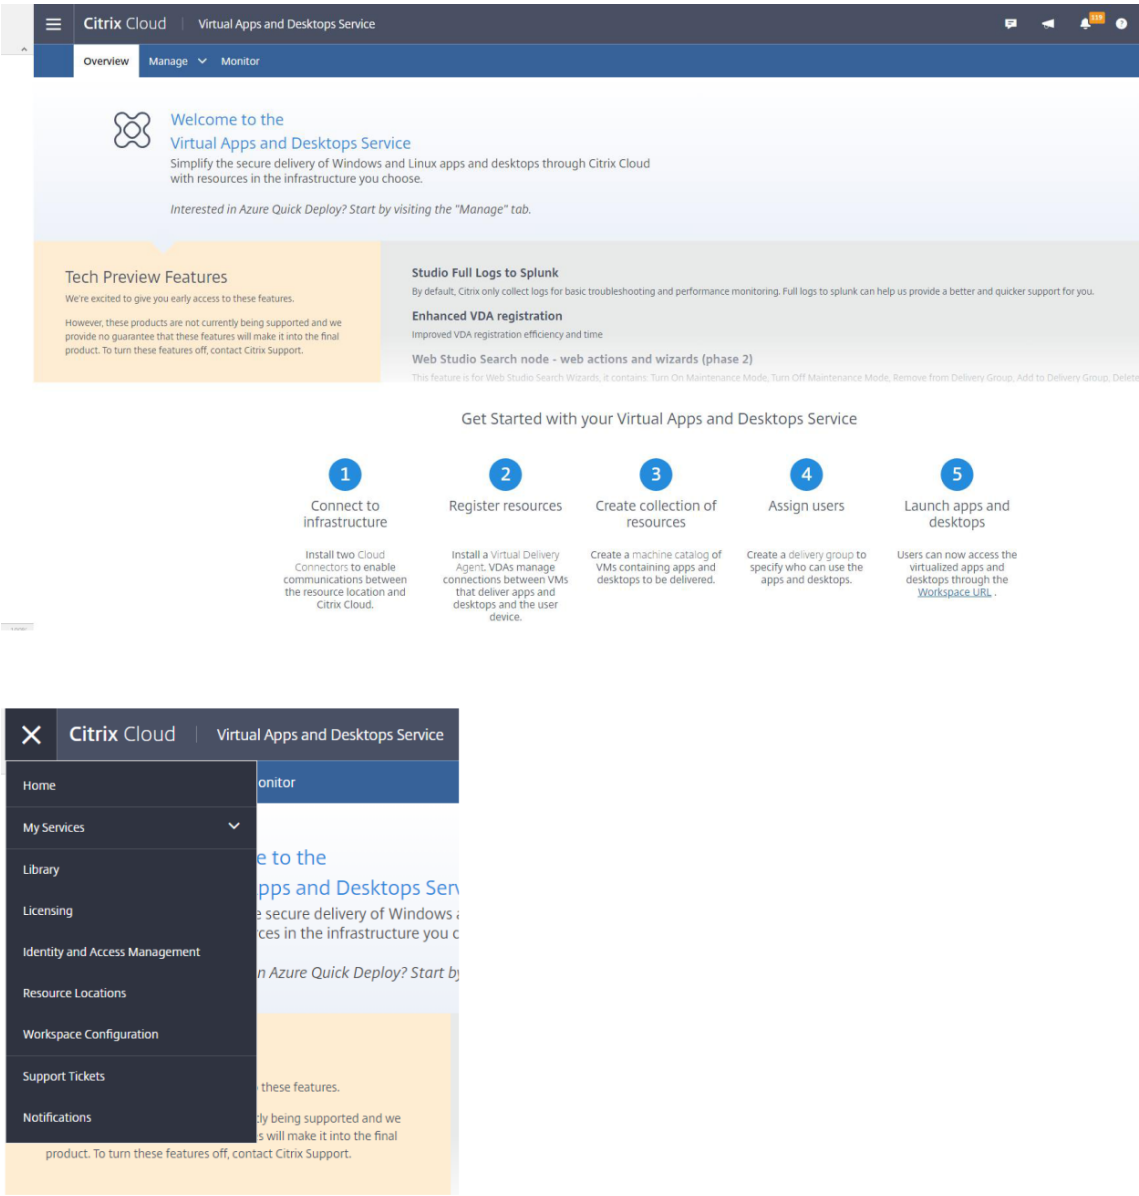 Citrix Cloud | Virtual Apps and Desktops Service 119
Overview Manage Monitor
Welcome to the
Virtual Apps and Desktops Service
Simplify the secure delivery of Windows and Linux apps and desktops through Citrix Cloud
with resources in the infrastructure you choose.
Interested in Azure Quick Deploy? Start by visiting the "Manage" tab.
Tech Preview Features
We're excited to give you early access to these features.
However, these products are not currently being supported and we
provide no guarantee that these features will make it into the final
product. To turn these features off, contact Citrix Support.
Studio Full Logs to Splunk
By default, Citrix only collect logs for basic troubleshooting and performance monitoring. Full logs to splunk can help us provide a better and quicker support for you.
Enhanced VDA registration
Improved VDA registration efficiency and time
Web Studio Search node - web actions and wizards (phase 2)
This feature is for Web Studio Search Wizards, it contains: Turn On Maintenance Mode, Turn Off Maintenance Mode, Remove from Delivery Group, Add to Delivery Group, Delete
Get Started with your Virtual Apps and Desktops Service
1
Connect to
infrastructure
Install two Cloud
Connectors to enable
communications between
the resource location and
Citrix Cloud.
2
Register resources
Install a Virtual Delivery
Agent. VDAs manage
connections between VMs
that deliver apps and
desktops and the user
device.
3
Create collection of
resources
Create a machine catalog of
VMs containing apps and
desktops to be delivered.
4
Assign users
Create a delivery group to
specify who can use the
apps and desktops.
5
Launch apps and
desktops
Users can now access the
virtualized apps and
desktops through the
Workspace URL .
Citrix Cloud | Virtual Apps and Desktops Service
onitor
Home
My Services
Library
Licensing
Identity and Access Management
Resource Locations
Workspace Configuration
Support Tickets
Notifications
e to the
pps and Desktops Serv
e secure delivery of Windows a
ces in the infrastructure you c
n Azure Quick Deploy? Start by
these features.
tly being supported and we
s will make it into the final
product. To turn these features off, contact Citrix Support.